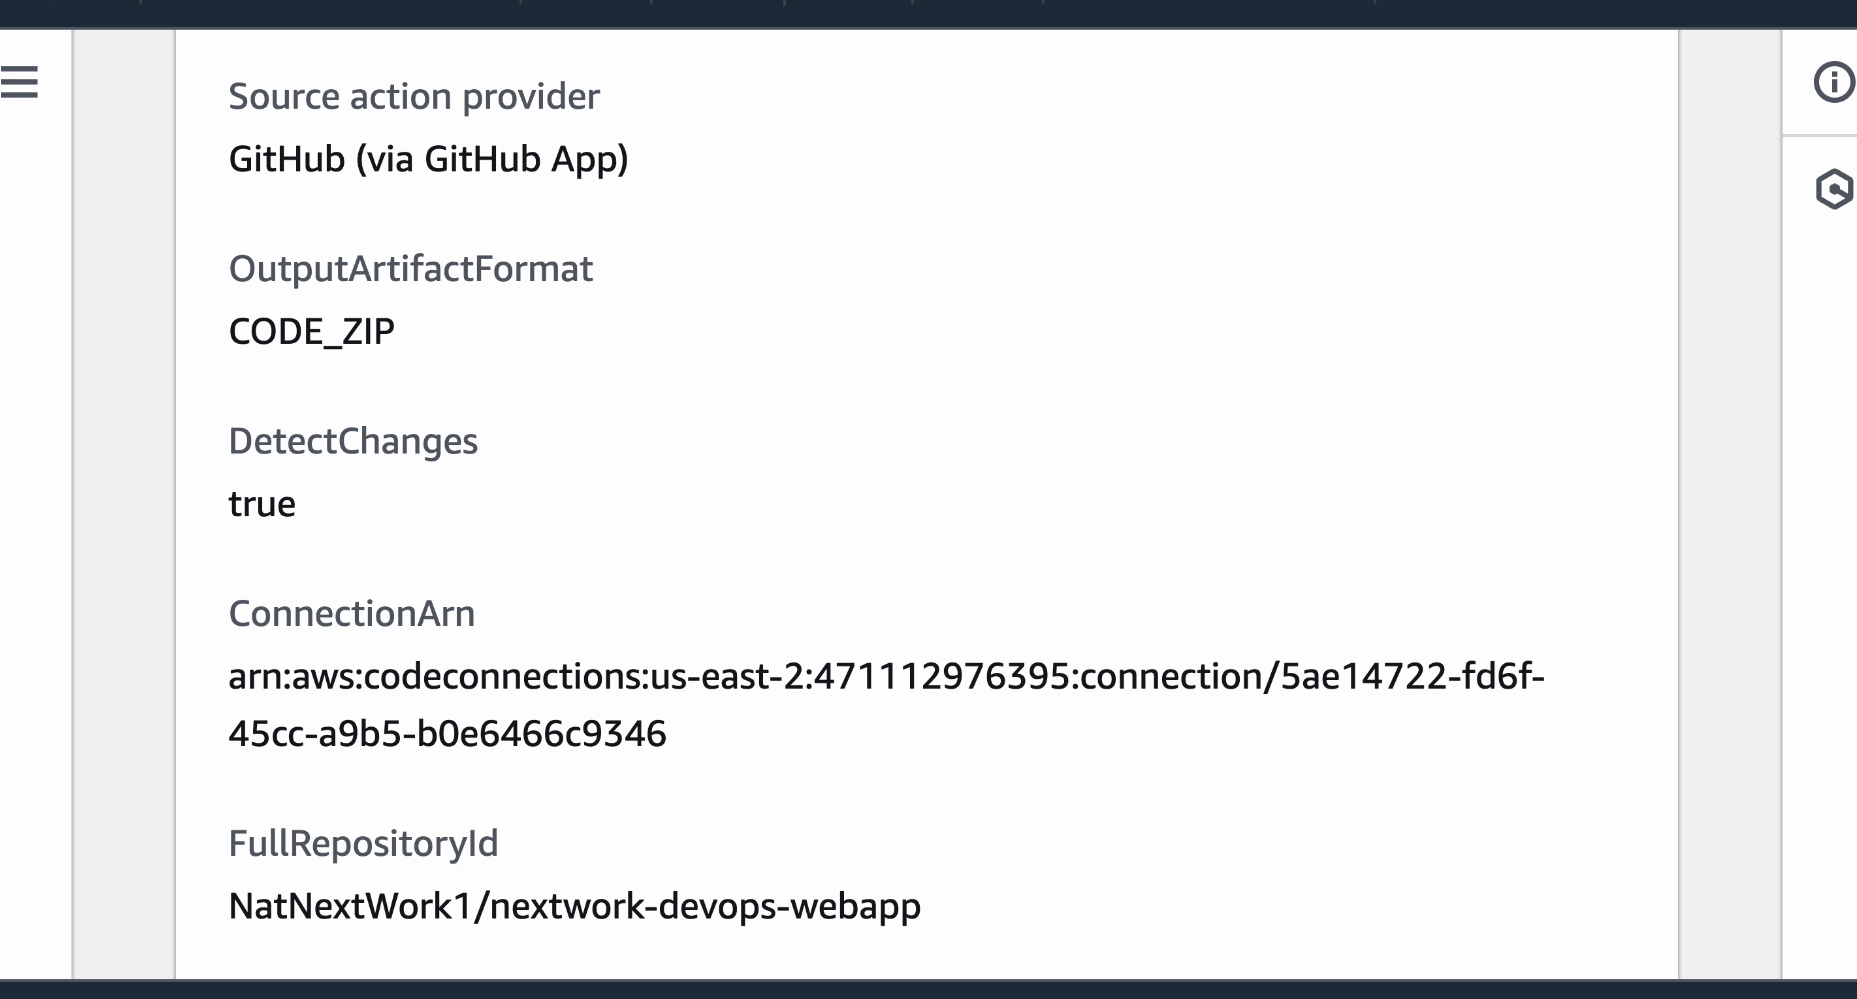 Source action provider
GitHub (via GitHub App)
OutputArtifactFormat
CODE_ZIP
DetectChanges
true
ConnectionArn
arn:aws:codeconnections:us-east-2:471112976395:connection/5ae14722-fd6f-
45cc-a9b5-b0e6466c9346
FullRepositoryId
NatNextWork1/nextwork-devops-webapp